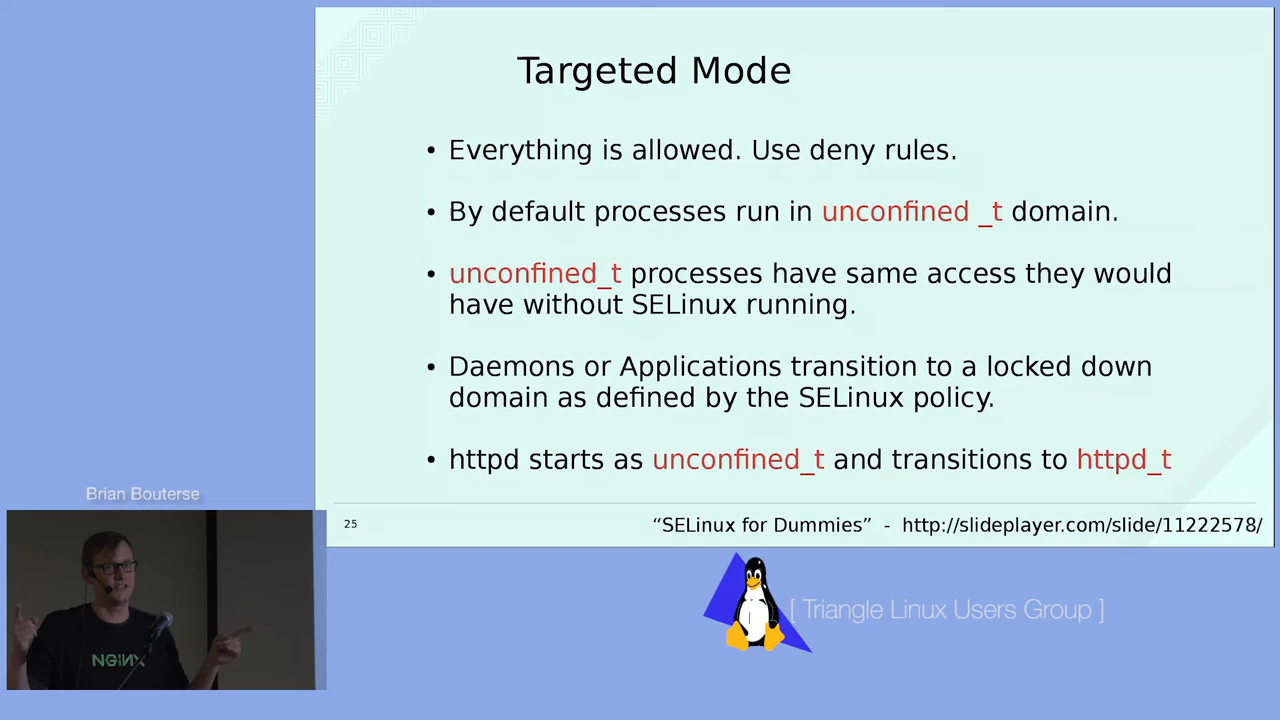 Targeted Mode
• Everything is allowed. Use deny rules.
• By default processes run in unconfined _t domain.
• unconfined_t processes have same access they would
have without SELinux running.
• Daemons or Applications transition to a locked down
domain as defined by the SELinux policy.
• httpd starts as unconfined_t and transitions to httpd_t
25
“SELinux for Dummies” - http://slideplayer.com/slide/11222578/
Brian Bouterse
NGINX
[ Triangle Linux Users Group ]